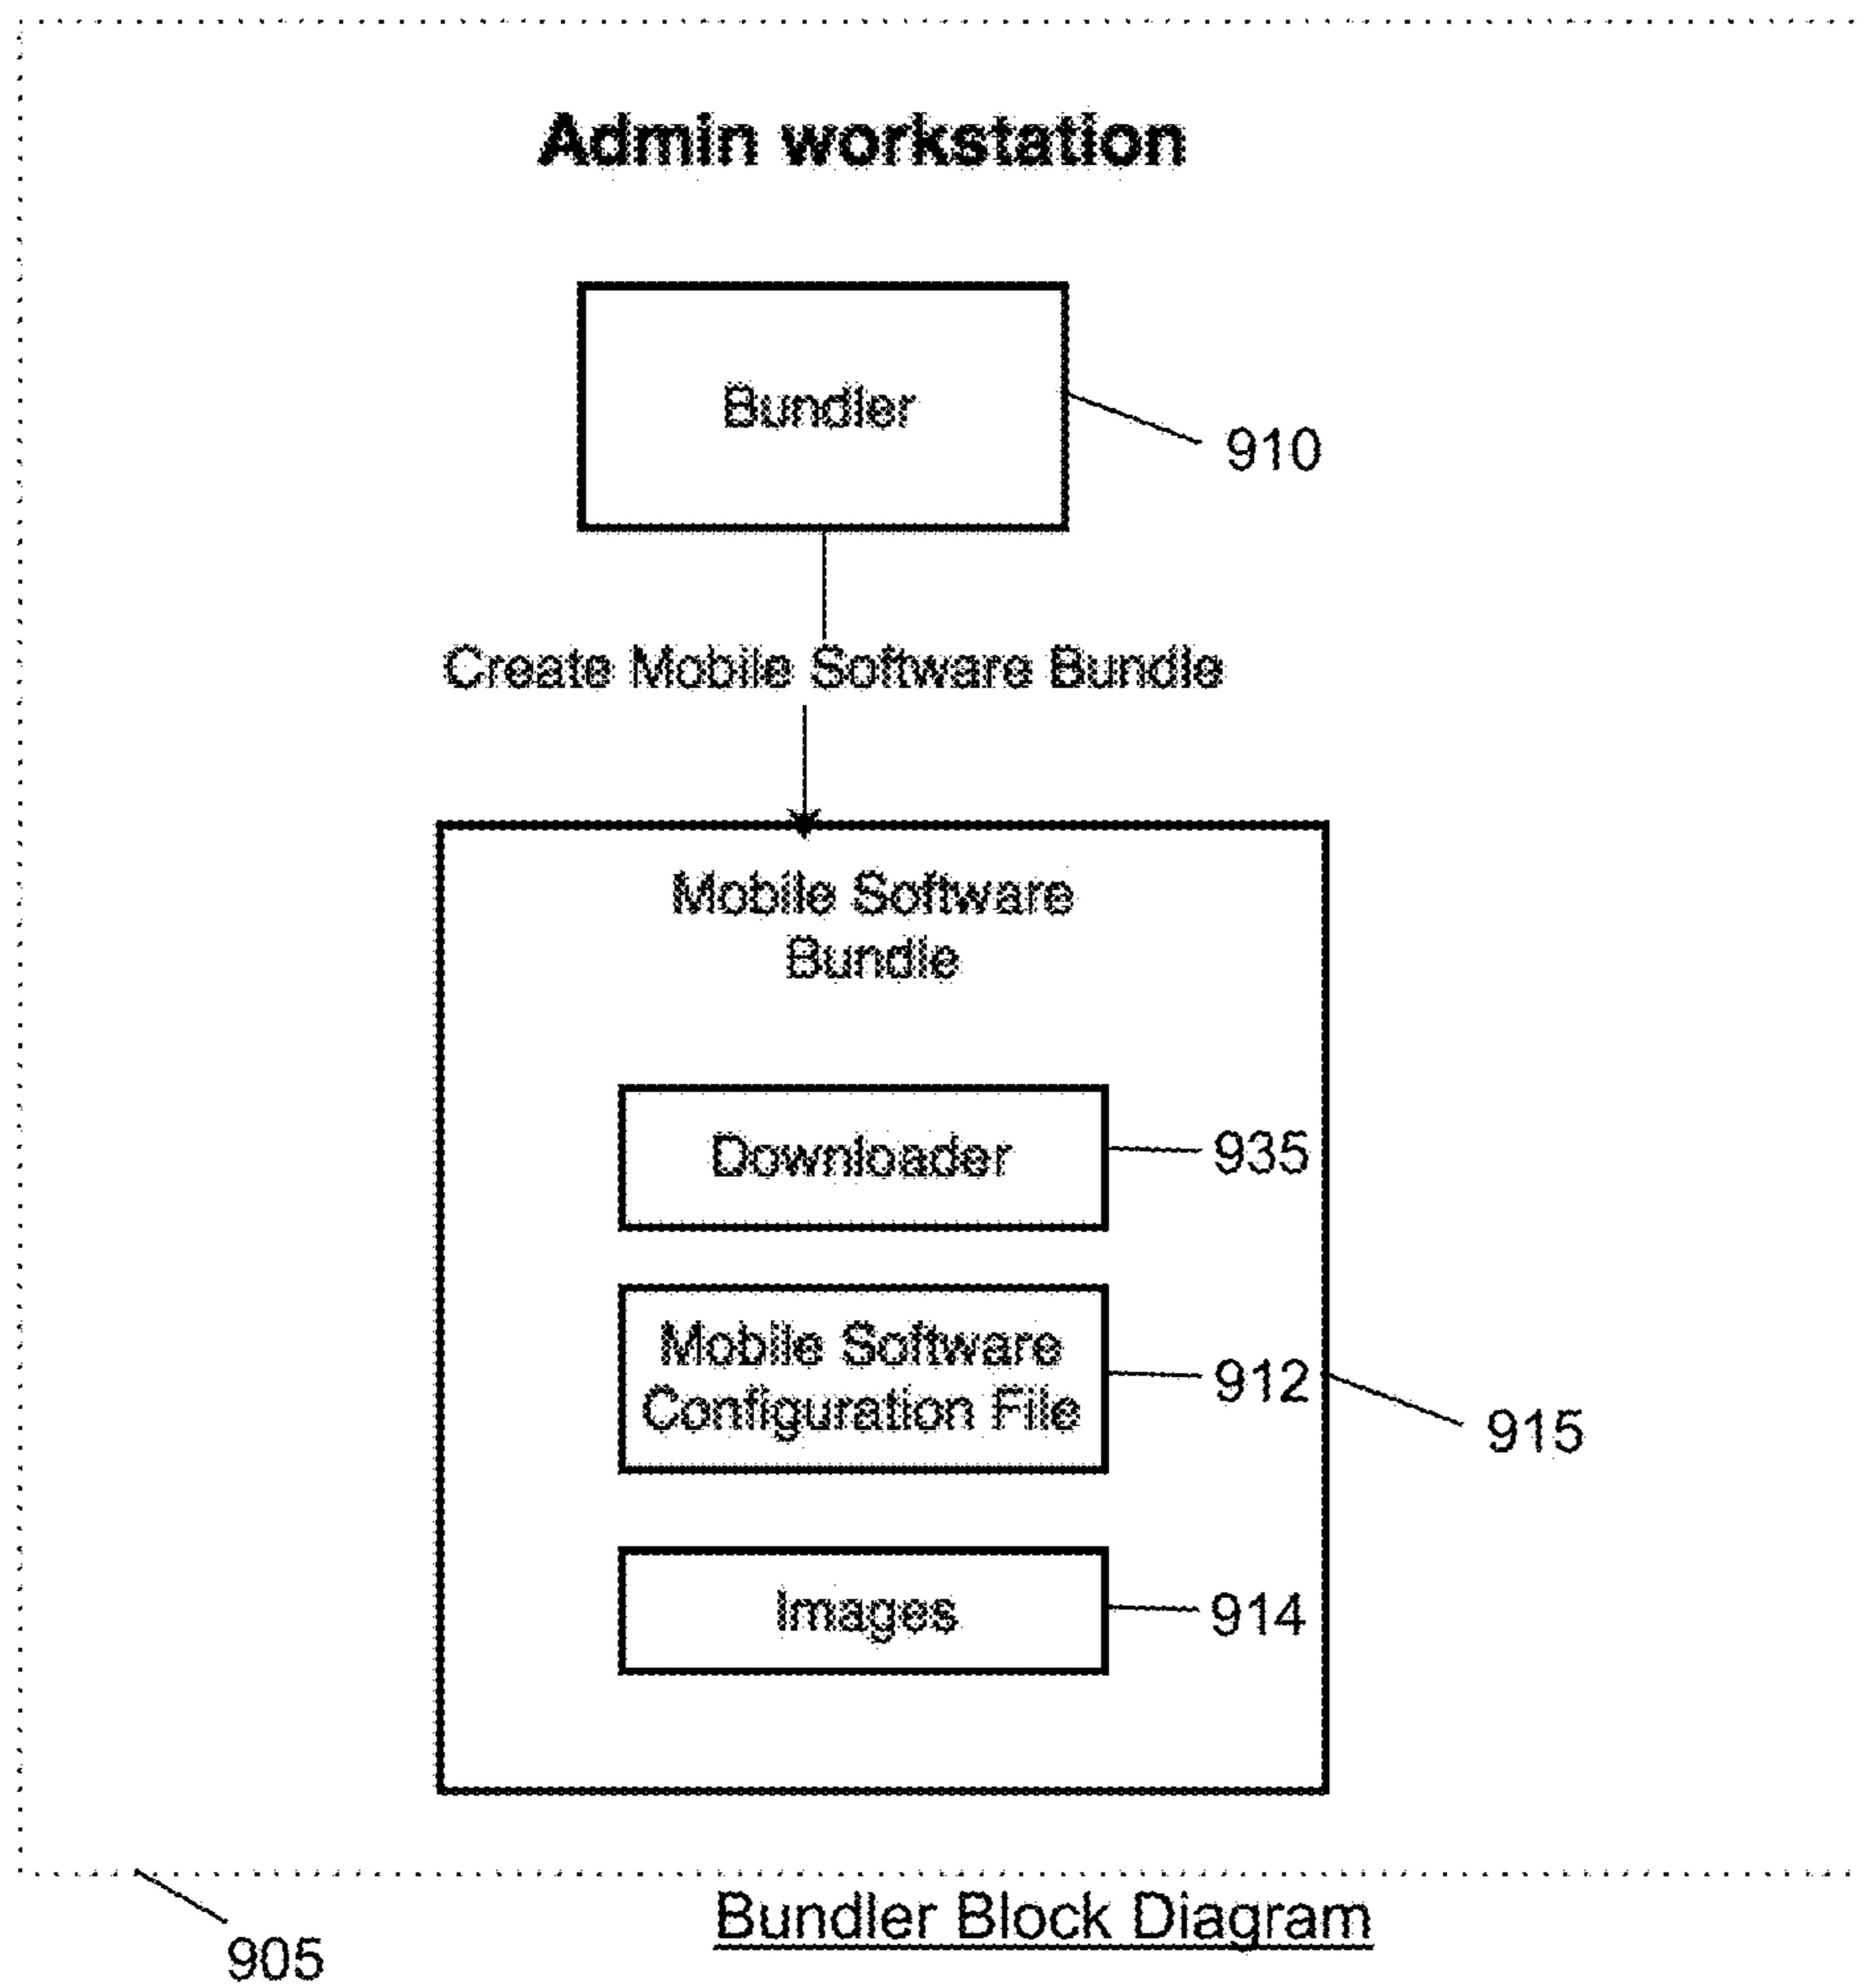 Admin workstation
Bundler
910
Create Mobile Software Bundle
Mobile Software
Bundle
Downloader
935
Mobile Software
Configuration File
912
915
Images
914
Bundler Block Diagram
905